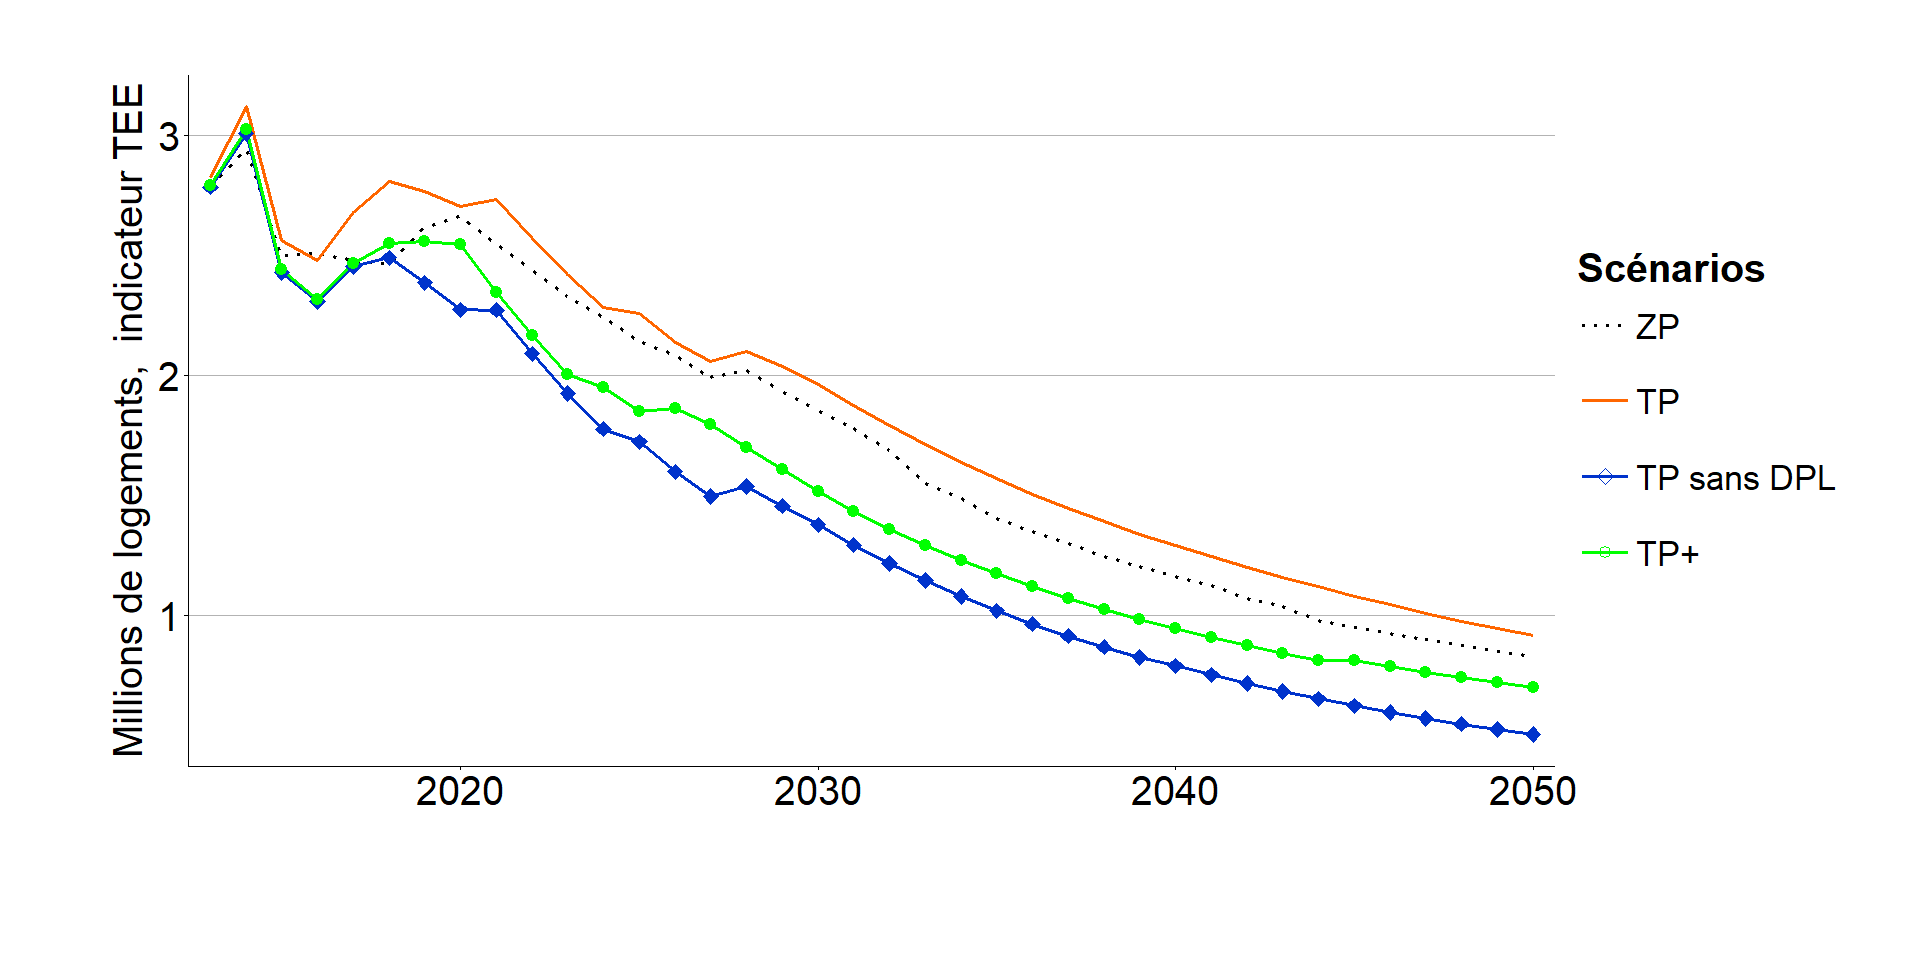 Millions de logements,  indicateur TEE
3
2
1
2020
2030
2040
2050
Scénarios
ZP
TP
TP sans DPL
TP+